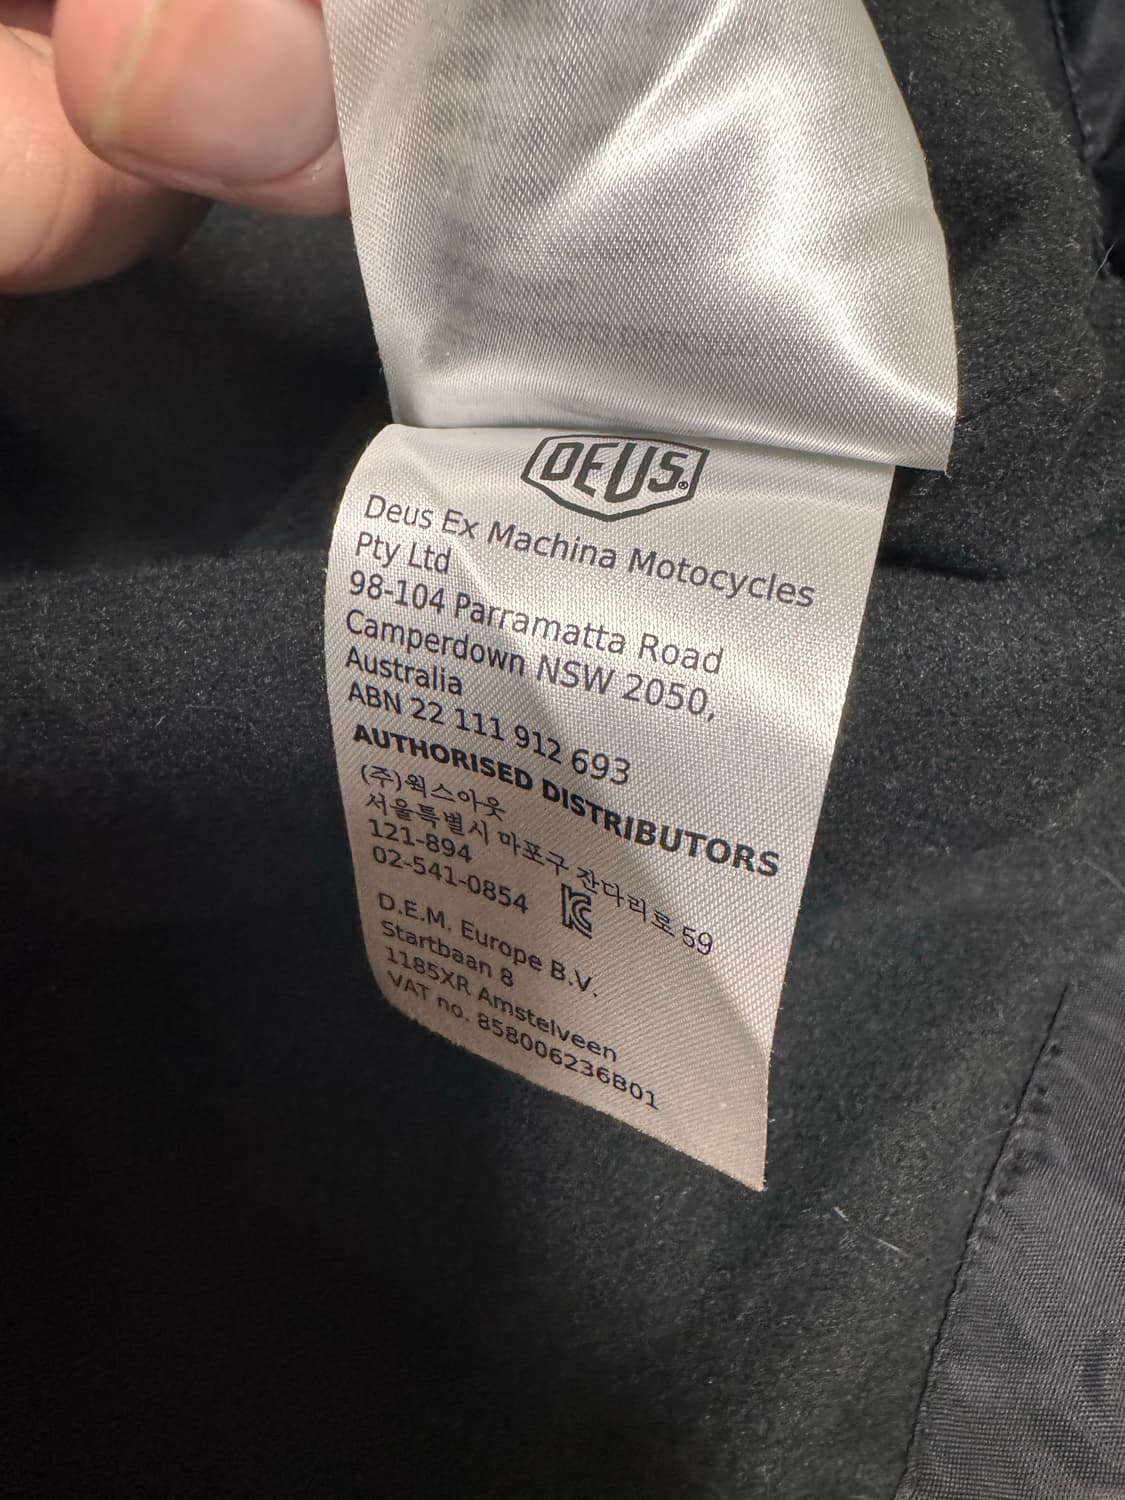 DEUS.®
Deus Ex Machina Motocycles
Pty Ltd
98-104 Parramatta Road
Camperdown NSW 2050,
Australia
ABN 22 111 912 693
AUTHORISED DISTRIBUTORS
(주)웍스아웃
서울특별시 마포구 잔다리로 59
121-894
02-541-0854
D.E.M. Europe B.V.
Startbaan 8
1185XR Amstelveen
VAT no. 858006236B01